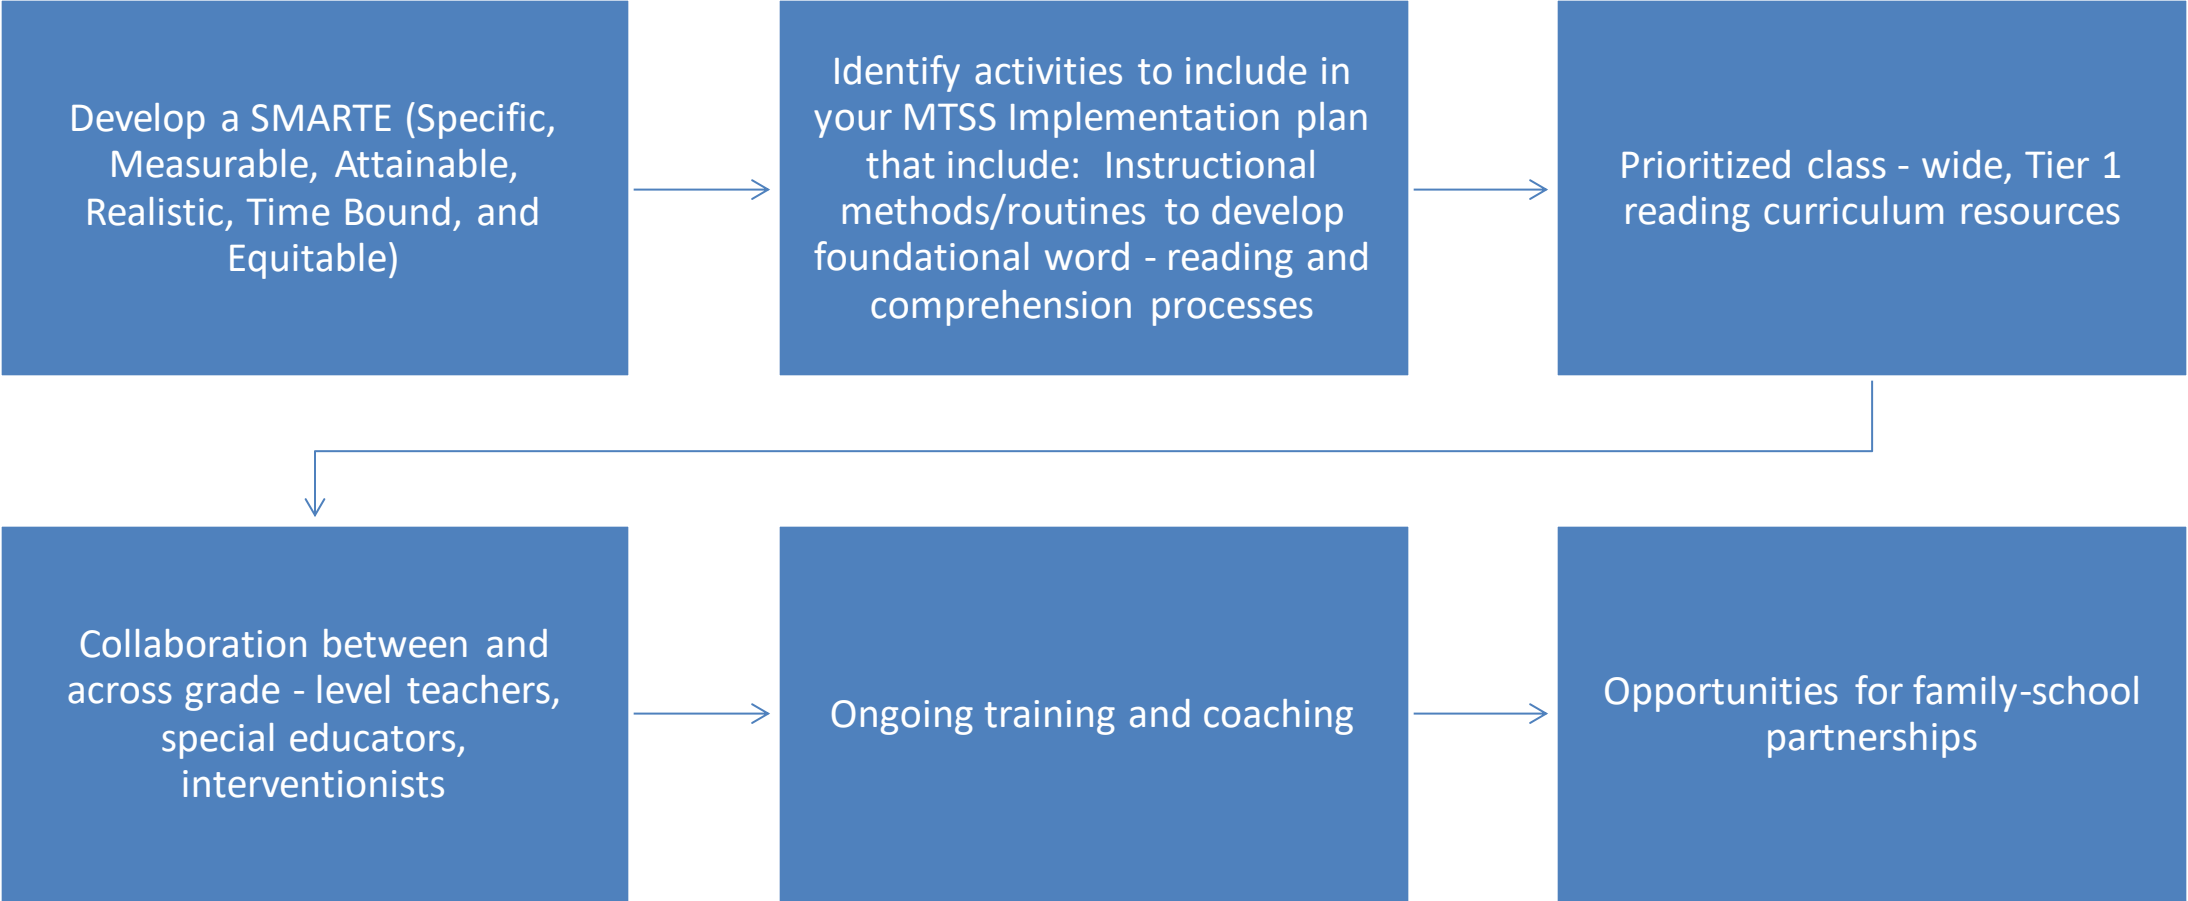 Develop a SMARTE (Specific,
Measurable, Attainable,
Realistic, Time Bound, and
Equitable)
Identify activities to include in
your MTSS Implementation plan
that include: Instructional
methods/routines to develop
foundational word - reading and
comprehension processes
Prioritized class - wide, Tier 1
reading curriculum resources
Collaboration between and
across grade - level teachers,
special educators,
interventionists
Ongoing training and coaching
Opportunities for family-school
partnerships